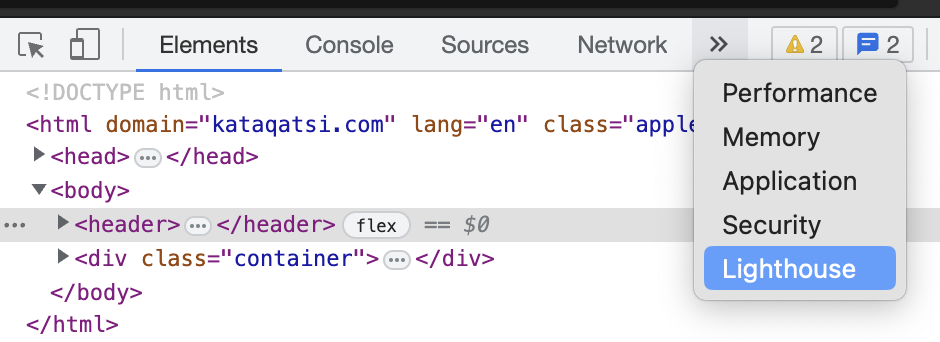 Elements Console Sources Network » 2 2
Performance
Memory
Application
Security
Lighthouse
<!DOCTYPE html>
<html domain="kataqatsi.com" lang="en" class="apple
<head> ••• </head>
<body>
••• <header> ••• </header> flex == $0
<div class="container"> ••• </div>
</body>
</html>